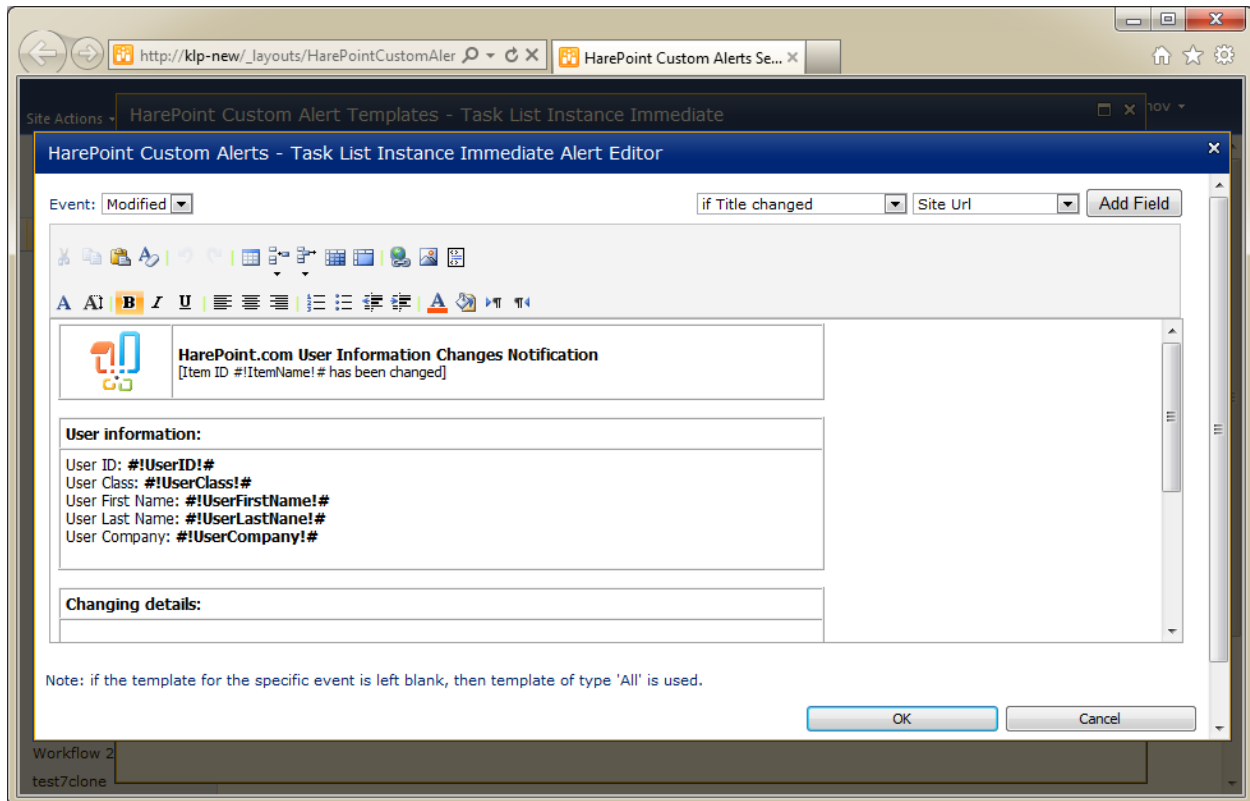 http://klp-new/_layouts/HarePointCustomAler
HarePoint Custom Alerts Se...
Site Actions
HarePoint Custom Alert Templates - Task List Instance Immediate
nov
HarePoint Custom Alerts - Task List Instance Immediate Alert Editor
Event: Modified if Title changed Site Url Add Field
A A B I U A
HarePoint.com User Information Changes Notification
[Item ID #!ItemName!# has been changed]
User information:
User ID: #!UserID!#
User Class: #!UserClass!#
User First Name: #!UserFirstName!#
User Last Name: #!UserLastNane!#
User Company: #!UserCompany!#
Changing details:
Note: if the template for the specific event is left blank, then template of type 'All' is used.
OK Cancel
Workflow 2
test7clone